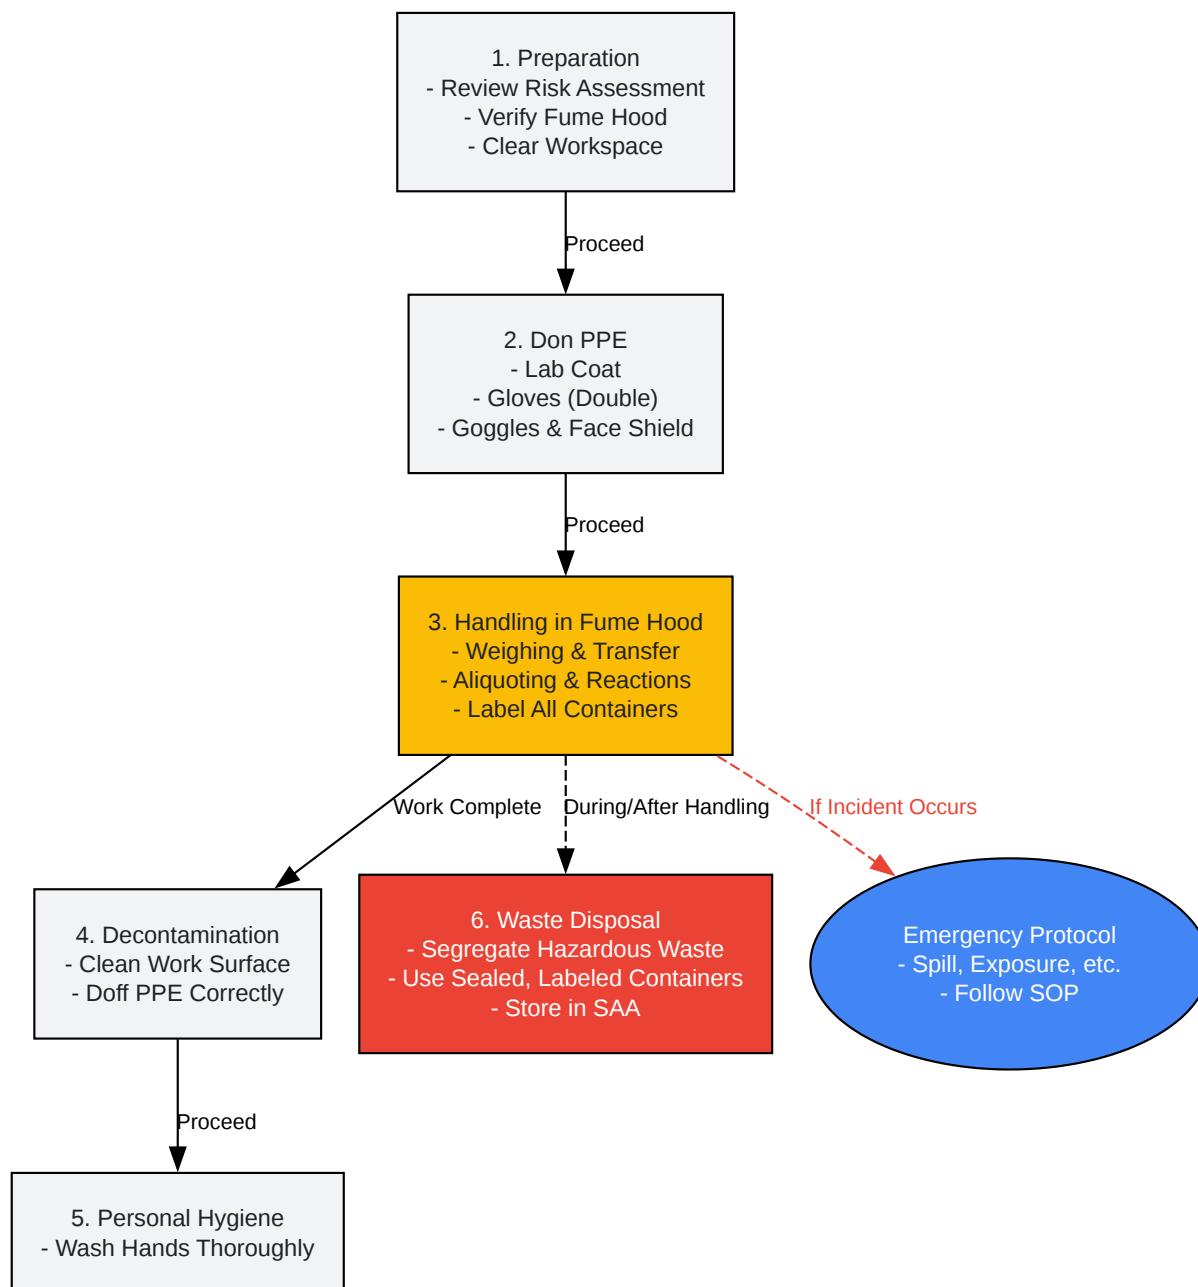 1. Preparation
- Review Risk Assessment
- Verify Fume Hood
- Clear Workspace
Proceed
2. Don PPE
- Lab Coat
- Gloves (Double)
- Goggles & Face Shield
Proceed
3. Handling in Fume Hood
- Weighing & Transfer
- Aliquoting & Reactions
- Label All Containers
Work Complete
During/After Handling
If Incident Occurs
4. Decontamination
- Clean Work Surface
- Doff PPE Correctly
6. Waste Disposal
- Segregate Hazardous Waste
- Use Sealed, Labeled Containers
- Store in SAA
Emergency Protocol
- Spill, Exposure, etc.
- Follow SOP
Proceed
5. Personal Hygiene
- Wash Hands Thoroughly